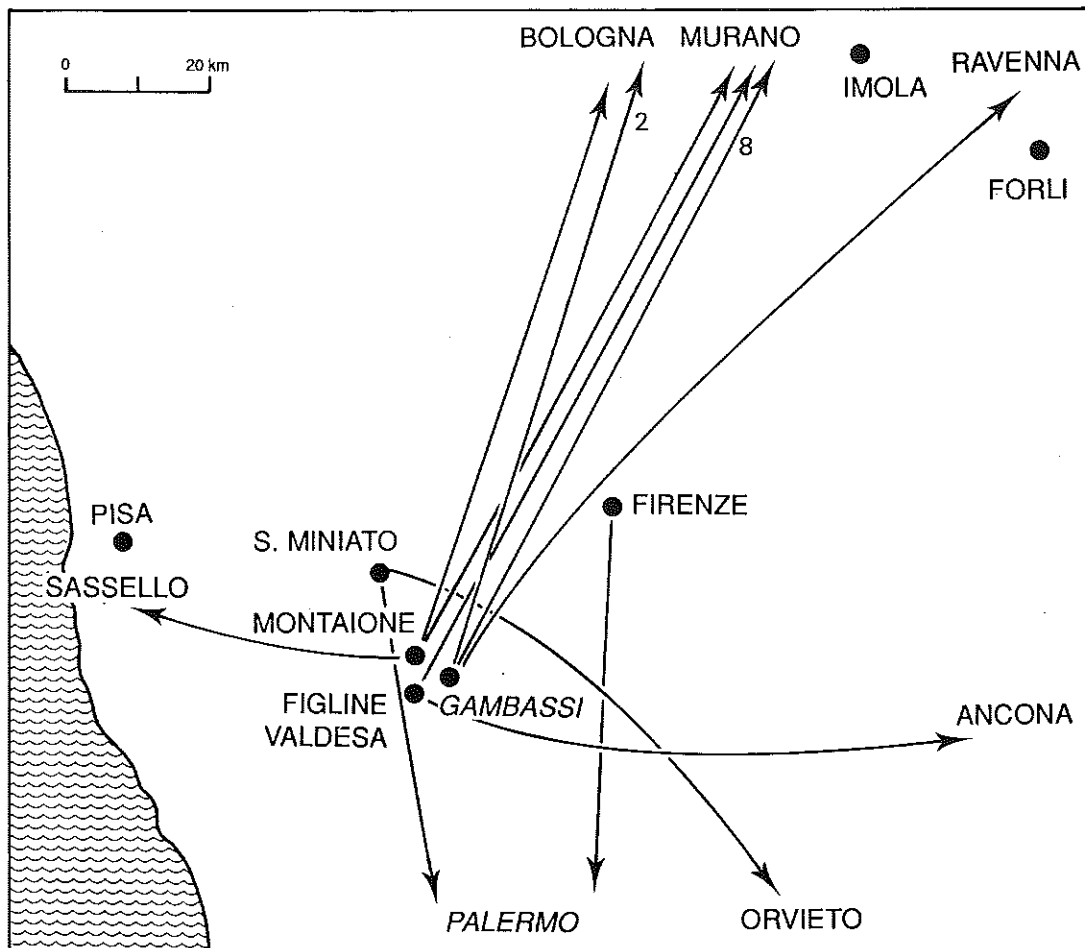 0 20 km
BOLOGNA MURANO
IMOLA
RAVENNA
2
8
FORLI
PISA
FIRENZE
S. MINIATO
SASSELLO
MONTAIONE
GAMBASSI
FIGLINE
VALDESA
ANCONA
PALERMO
ORVIETO